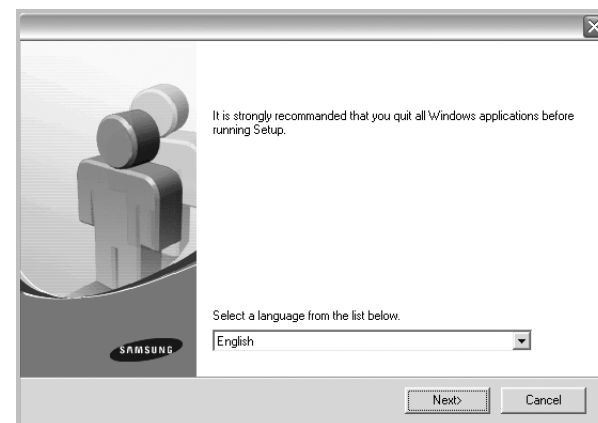 It is strongly recommanded that you quit all Windows applications before
running Setup.
Select a language from the list below.
English
SAMSUNG
Next>
Cancel